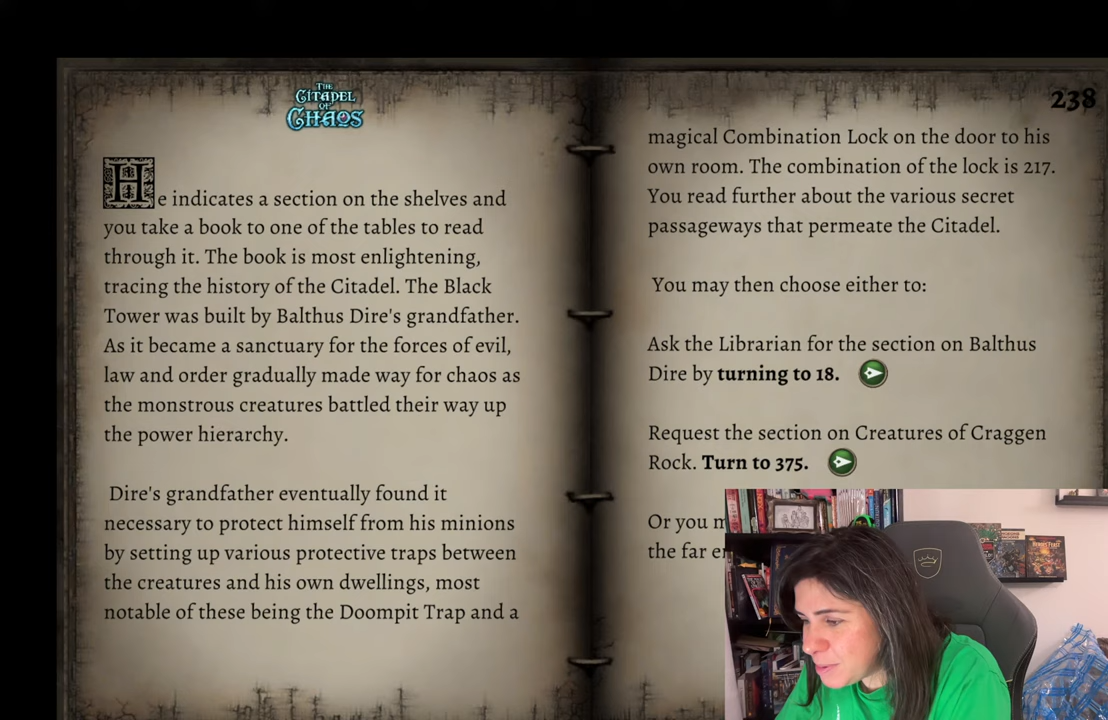 THE
CITADEL
OF
CHAOS
238
He indicates a section on the shelves and
you take a book to one of the tables to read
through it. The book is most enlightening,
tracing the history of the Citadel. The Black
Tower was built by Balthus Dire's grandfather.
As it became a sanctuary for the forces of evil,
law and order gradually made way for chaos as
the monstrous creatures battled their way up
the power hierarchy.
Dire's grandfather eventually found it
necessary to protect himself from his minions
by setting up various protective traps between
the creatures and his own dwellings, most
notable of these being the Doompit Trap and a
magical Combination Lock on the door to his
own room. The combination of the lock is 217.
You read further about the various secret
passageways that permeate the Citadel.
You may then choose either to:
Ask the Librarian for the section on Balthus
Dire by turning to 18.
Request the section on Creatures of Craggen
Rock. Turn to 375.
Or you
the far